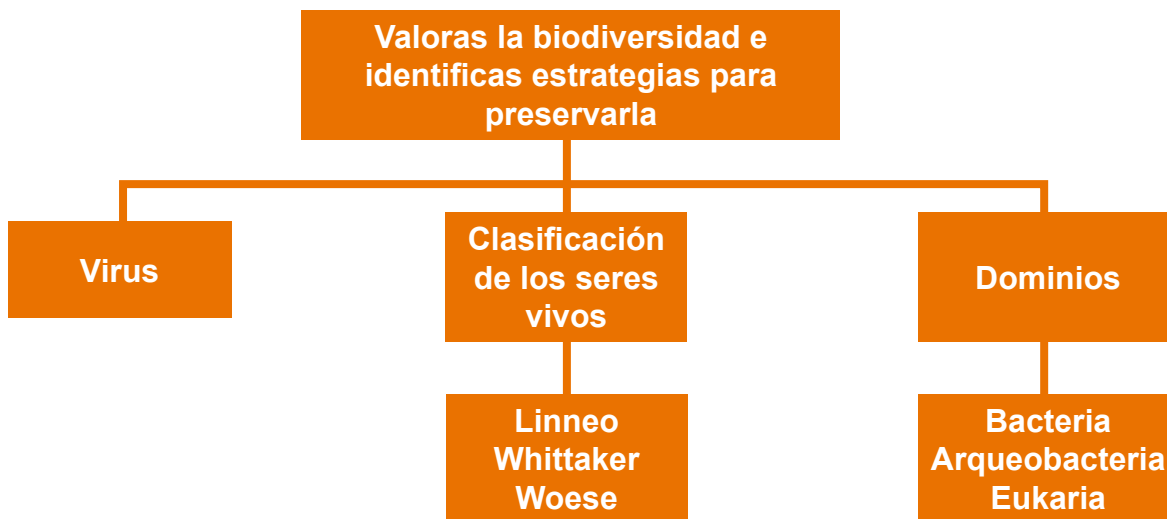 Valoras la biodiversidad e
identificas estrategias para
preservarla
Virus
Clasificación
de los seres
vivos
Dominios
Linneo
Whittaker
Woese
Bacteria
Arqueobacteria
Eukaria